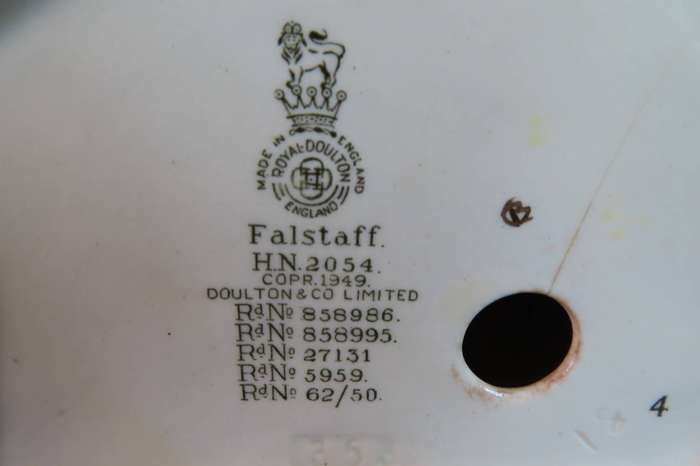 MADE IN ENGLAND
ROYAL·DOULTON
ENGLAND
Falstaff.
H.N. 2054.
COPR. 1949.
DOULTON & CO LIMITED
Rd. No 858986.
Rd. No 858995.
Rd. No 27131
Rd. No 5959.
Rd. No 62/50.
4